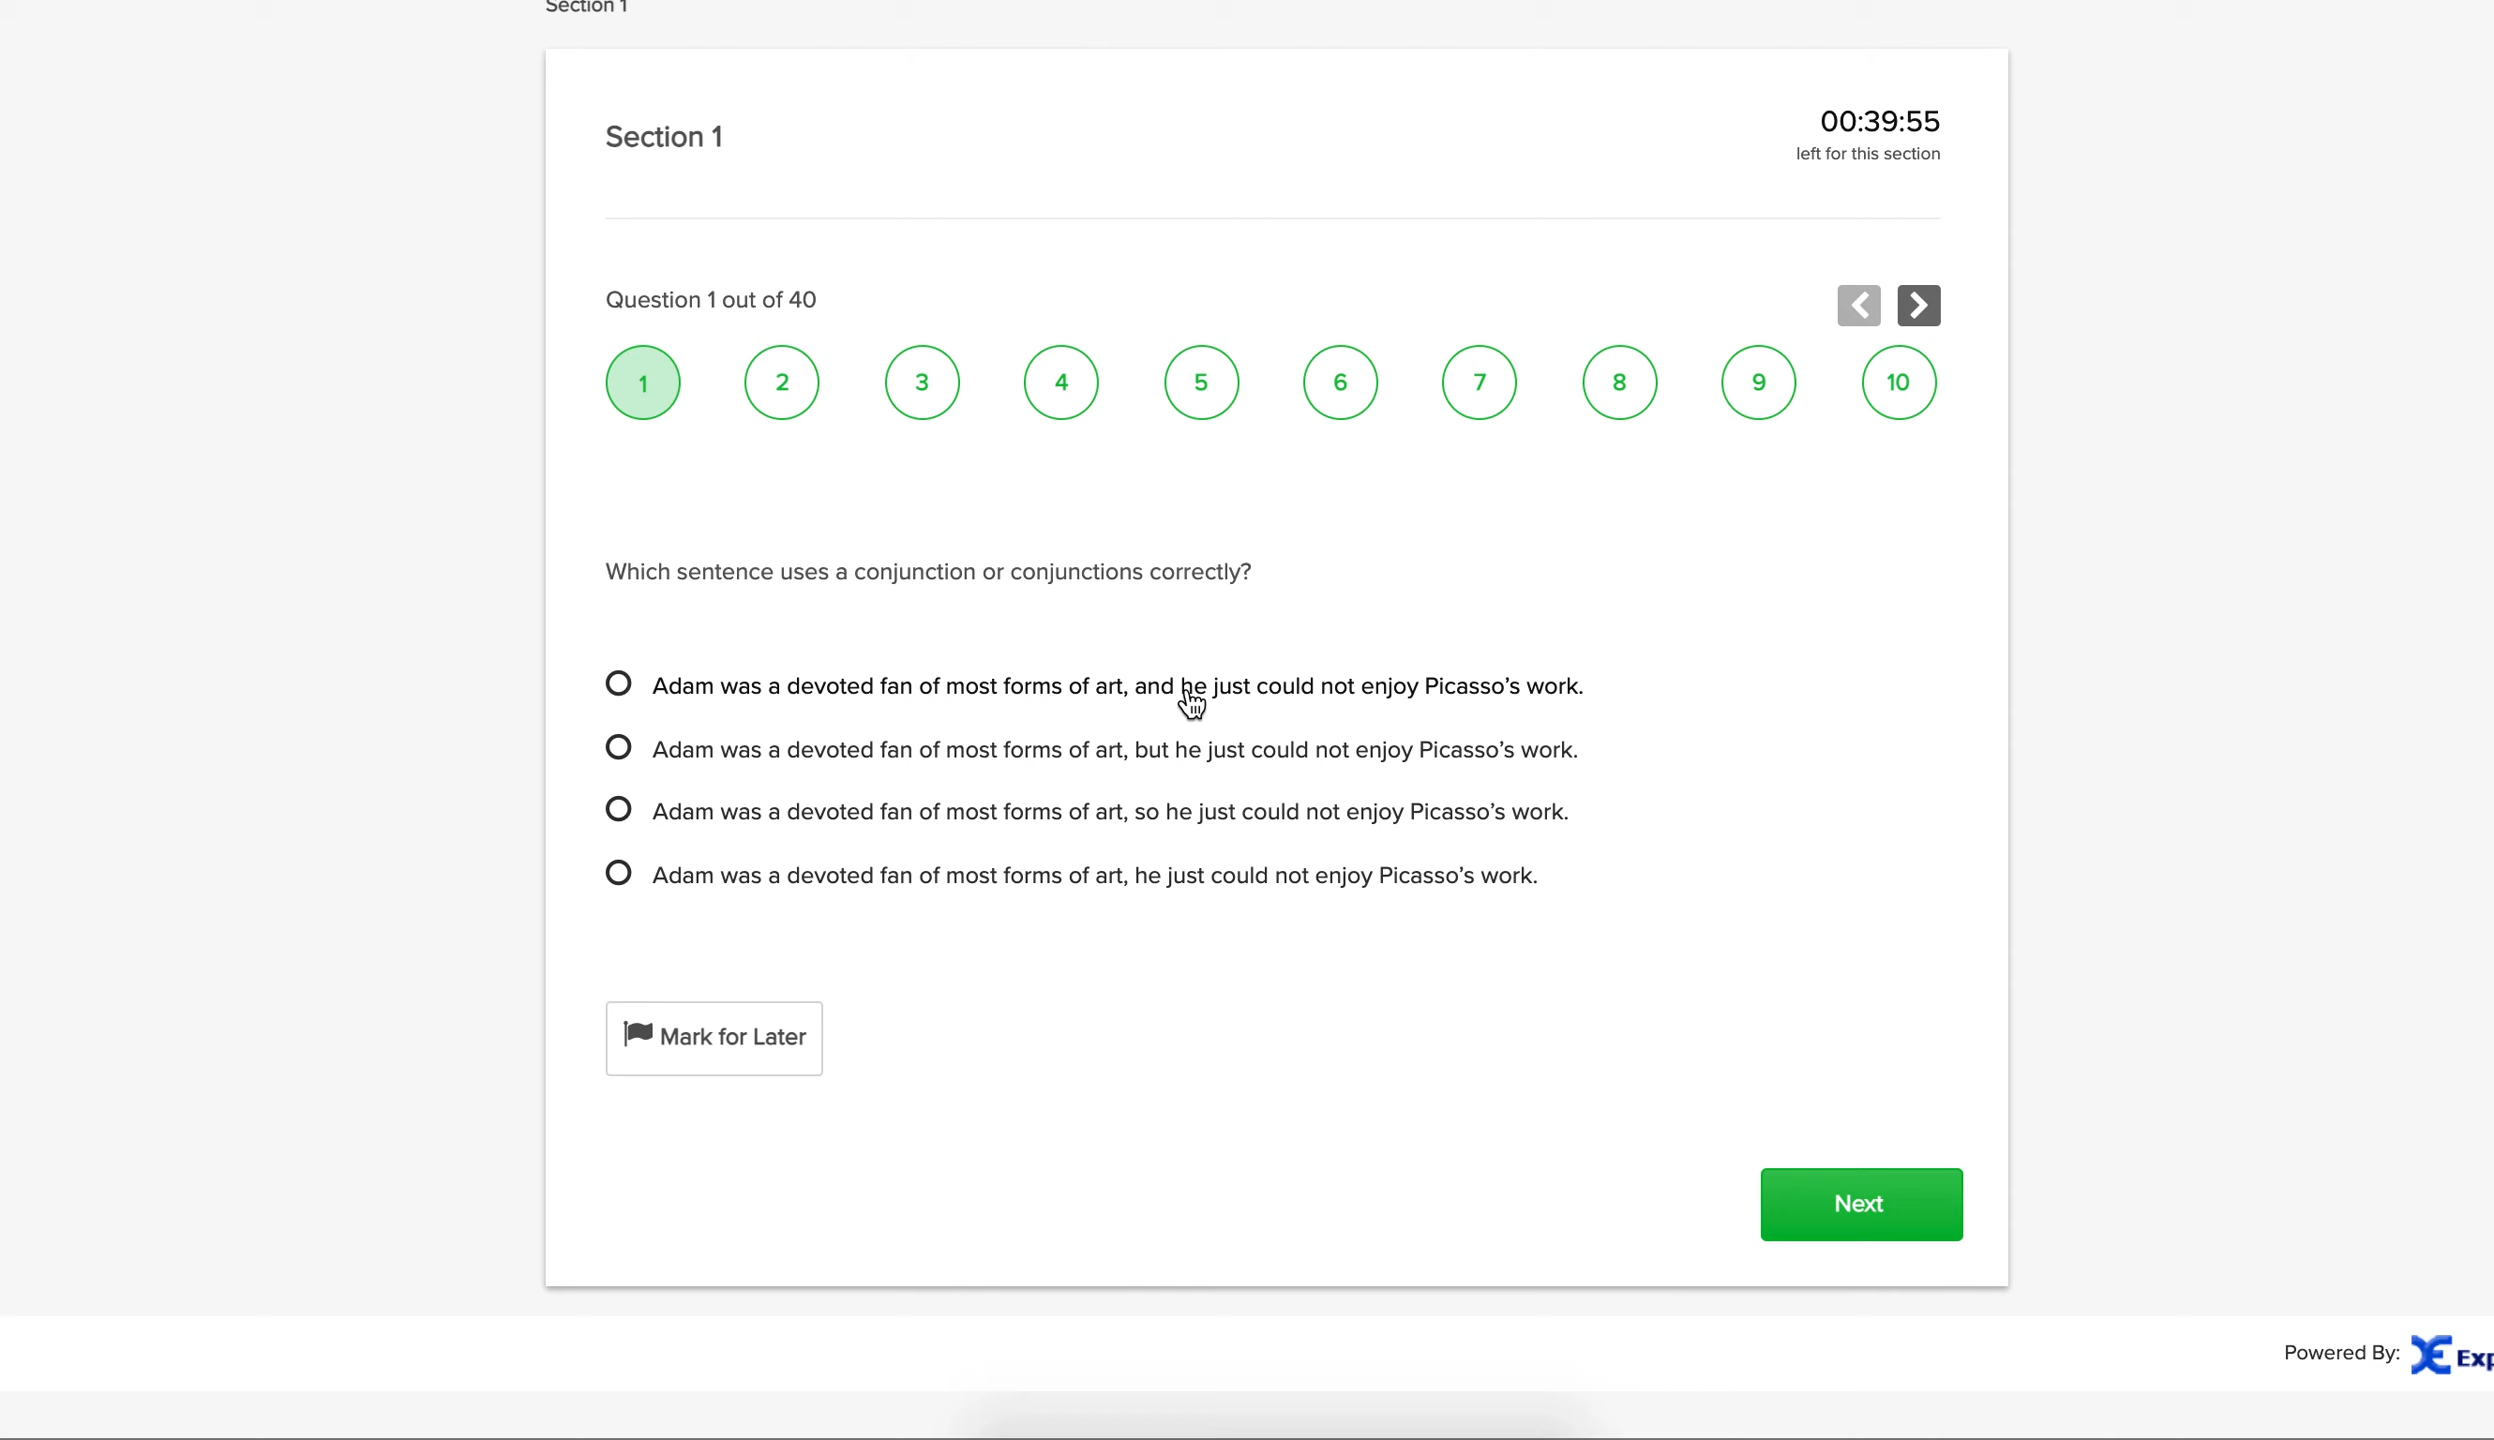 Section 1
Section 1
00:39:55
left for this section
Question 1 out of 40
1 2 3 4 5 6 7 8 9 10
Which sentence uses a conjunction or conjunctions correctly?
Adam was a devoted fan of most forms of art, and he just could not enjoy Picasso’s work.
Adam was a devoted fan of most forms of art, but he just could not enjoy Picasso’s work.
Adam was a devoted fan of most forms of art, so he just could not enjoy Picasso’s work.
Adam was a devoted fan of most forms of art, he just could not enjoy Picasso’s work.
Mark for Later
Next
Powered By: